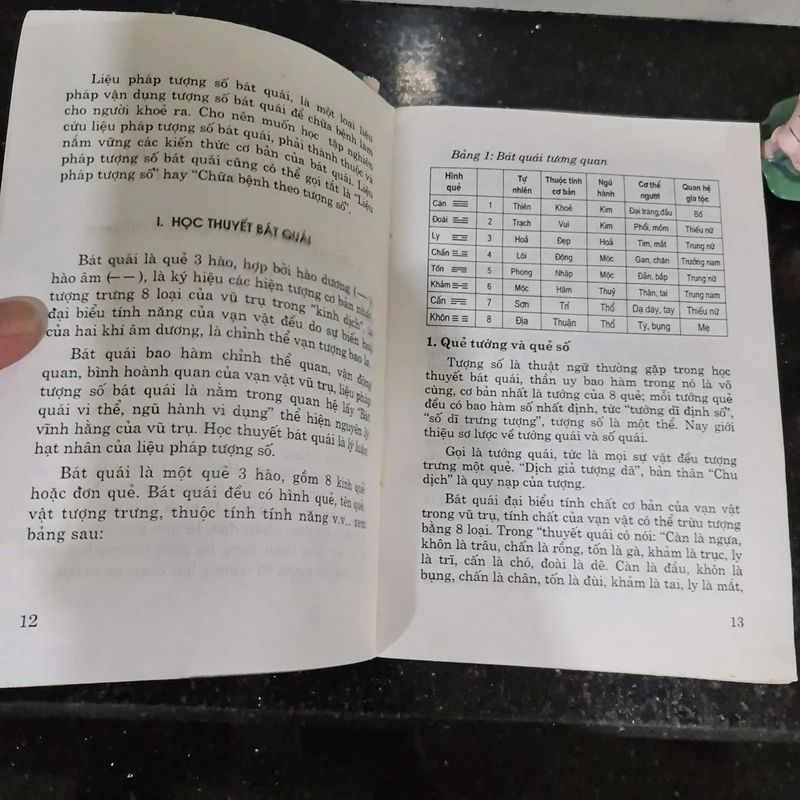 Liệu pháp tượng số bát quái, là một loại liệu
pháp vận dụng tượng số bát quái để chữa bệnh làm
cho người khoẻ ra. Cho nên muốn học tập nghiên
cứu liệu pháp tượng số bát quái, phải thành thuộc và
nắm vững các kiến thức cơ bản của bát quái. Liệu
pháp tượng số bát quái cũng có thể gọi tắt là "Liệu
pháp tượng số" hay "Chữa bệnh theo tượng số".
I. HỌC THUYẾT BÁT QUÁI
Bát quái là quẻ 3 hào, hợp bởi hào dương (—)
hào âm (– –), là ký hiệu các hiện tượng cơ bản nhất
tượng trưng 8 loại của vũ trụ trong "kinh dịch"
đại biểu tính năng của vạn vật đều do sự biến hoá
của hai khí âm dương, là chỉnh thể vạn tượng bao la.
Bát quái bao hàm chỉnh thể quan, vận động
quan, bình hoành quan của vạn vật vũ trụ, liệu pháp
tượng số bát quái là nằm trong quan hệ lấy "Bát
quái vi thể, ngũ hành vi dụng" thể hiện nguyên lý
vĩnh hằng của vũ trụ. Học thuyết bát quái là lý luận
hạt nhân của liệu pháp tượng số.
Bát quái là một quẻ 3 hào, gồm 8 kinh quẻ
hoặc đơn quẻ. Bát quái đều có hình quẻ, tên quẻ
vật tượng trưng, thuộc tính tính năng v.v... xem
bảng sau:
12
Bảng 1: Bát quái tương quan
Hình quẻ Tự nhiên Thuộc tính cơ bản Ngũ hành Cơ thể người Quan hệ gia tộc
Càn ☰ 1 Thiên Khoẻ Kim Đại tràng,đầu Bố
Đoài ☱ 2 Trạch Vui Kim Phổi, mồm Thiếu nữ
Ly ☲ 3 Hoả Đẹp Hoả Tim, mắt Trung nữ
Chấn ☳ 4 Lôi Động Mộc Gan, chân Trưởng nam
Tốn ☴ 5 Phong Nhập Mộc Đản, bắp Trung nữ
Khảm ☵ 6 Mộc Hãm Thuỷ Thận, tai Trung nam
Cấn ☶ 7 Sơn Trí Thổ Dạ dày, tay Thiếu nữ
Khôn ☷ 8 Địa Thuận Thổ Tỳ, bụng Mẹ
1. Quẻ tướng và quẻ số
Tượng số là thuật ngữ thường gặp trong học
thuyết bát quái, thần uy bao hàm trong nó là vô
cùng, cơ bản nhất là tướng của 8 quẻ; mỗi tướng quẻ
đều có bao hàm số nhất định, tức "tướng dĩ định số",
"số dĩ trưng tượng", tượng số là một thể. Nay giới
thiệu sơ lược về tướng quái và số quái.
Gọi là tướng quái, tức là mọi sự vật đều tượng
trưng một quẻ. "Dịch giả tượng dã", bản thân "Chu
dịch" là quy nạp của tượng.
Bát quái đại biểu tính chất cơ bản của vạn vật
trong vũ trụ, tính chất của vạn vật có thể trừu tượng
bằng 8 loại. Trong "thuyết quái có nói: "Càn là ngựa,
khôn là trâu, chấn là rồng, tốn là gà, khảm là trục, ly
là trĩ, cấn là chó, đoài là dê. Càn là đầu, khôn là
bụng, chấn là chân, tốn là đùi, khảm là tai, ly là mắt,
13